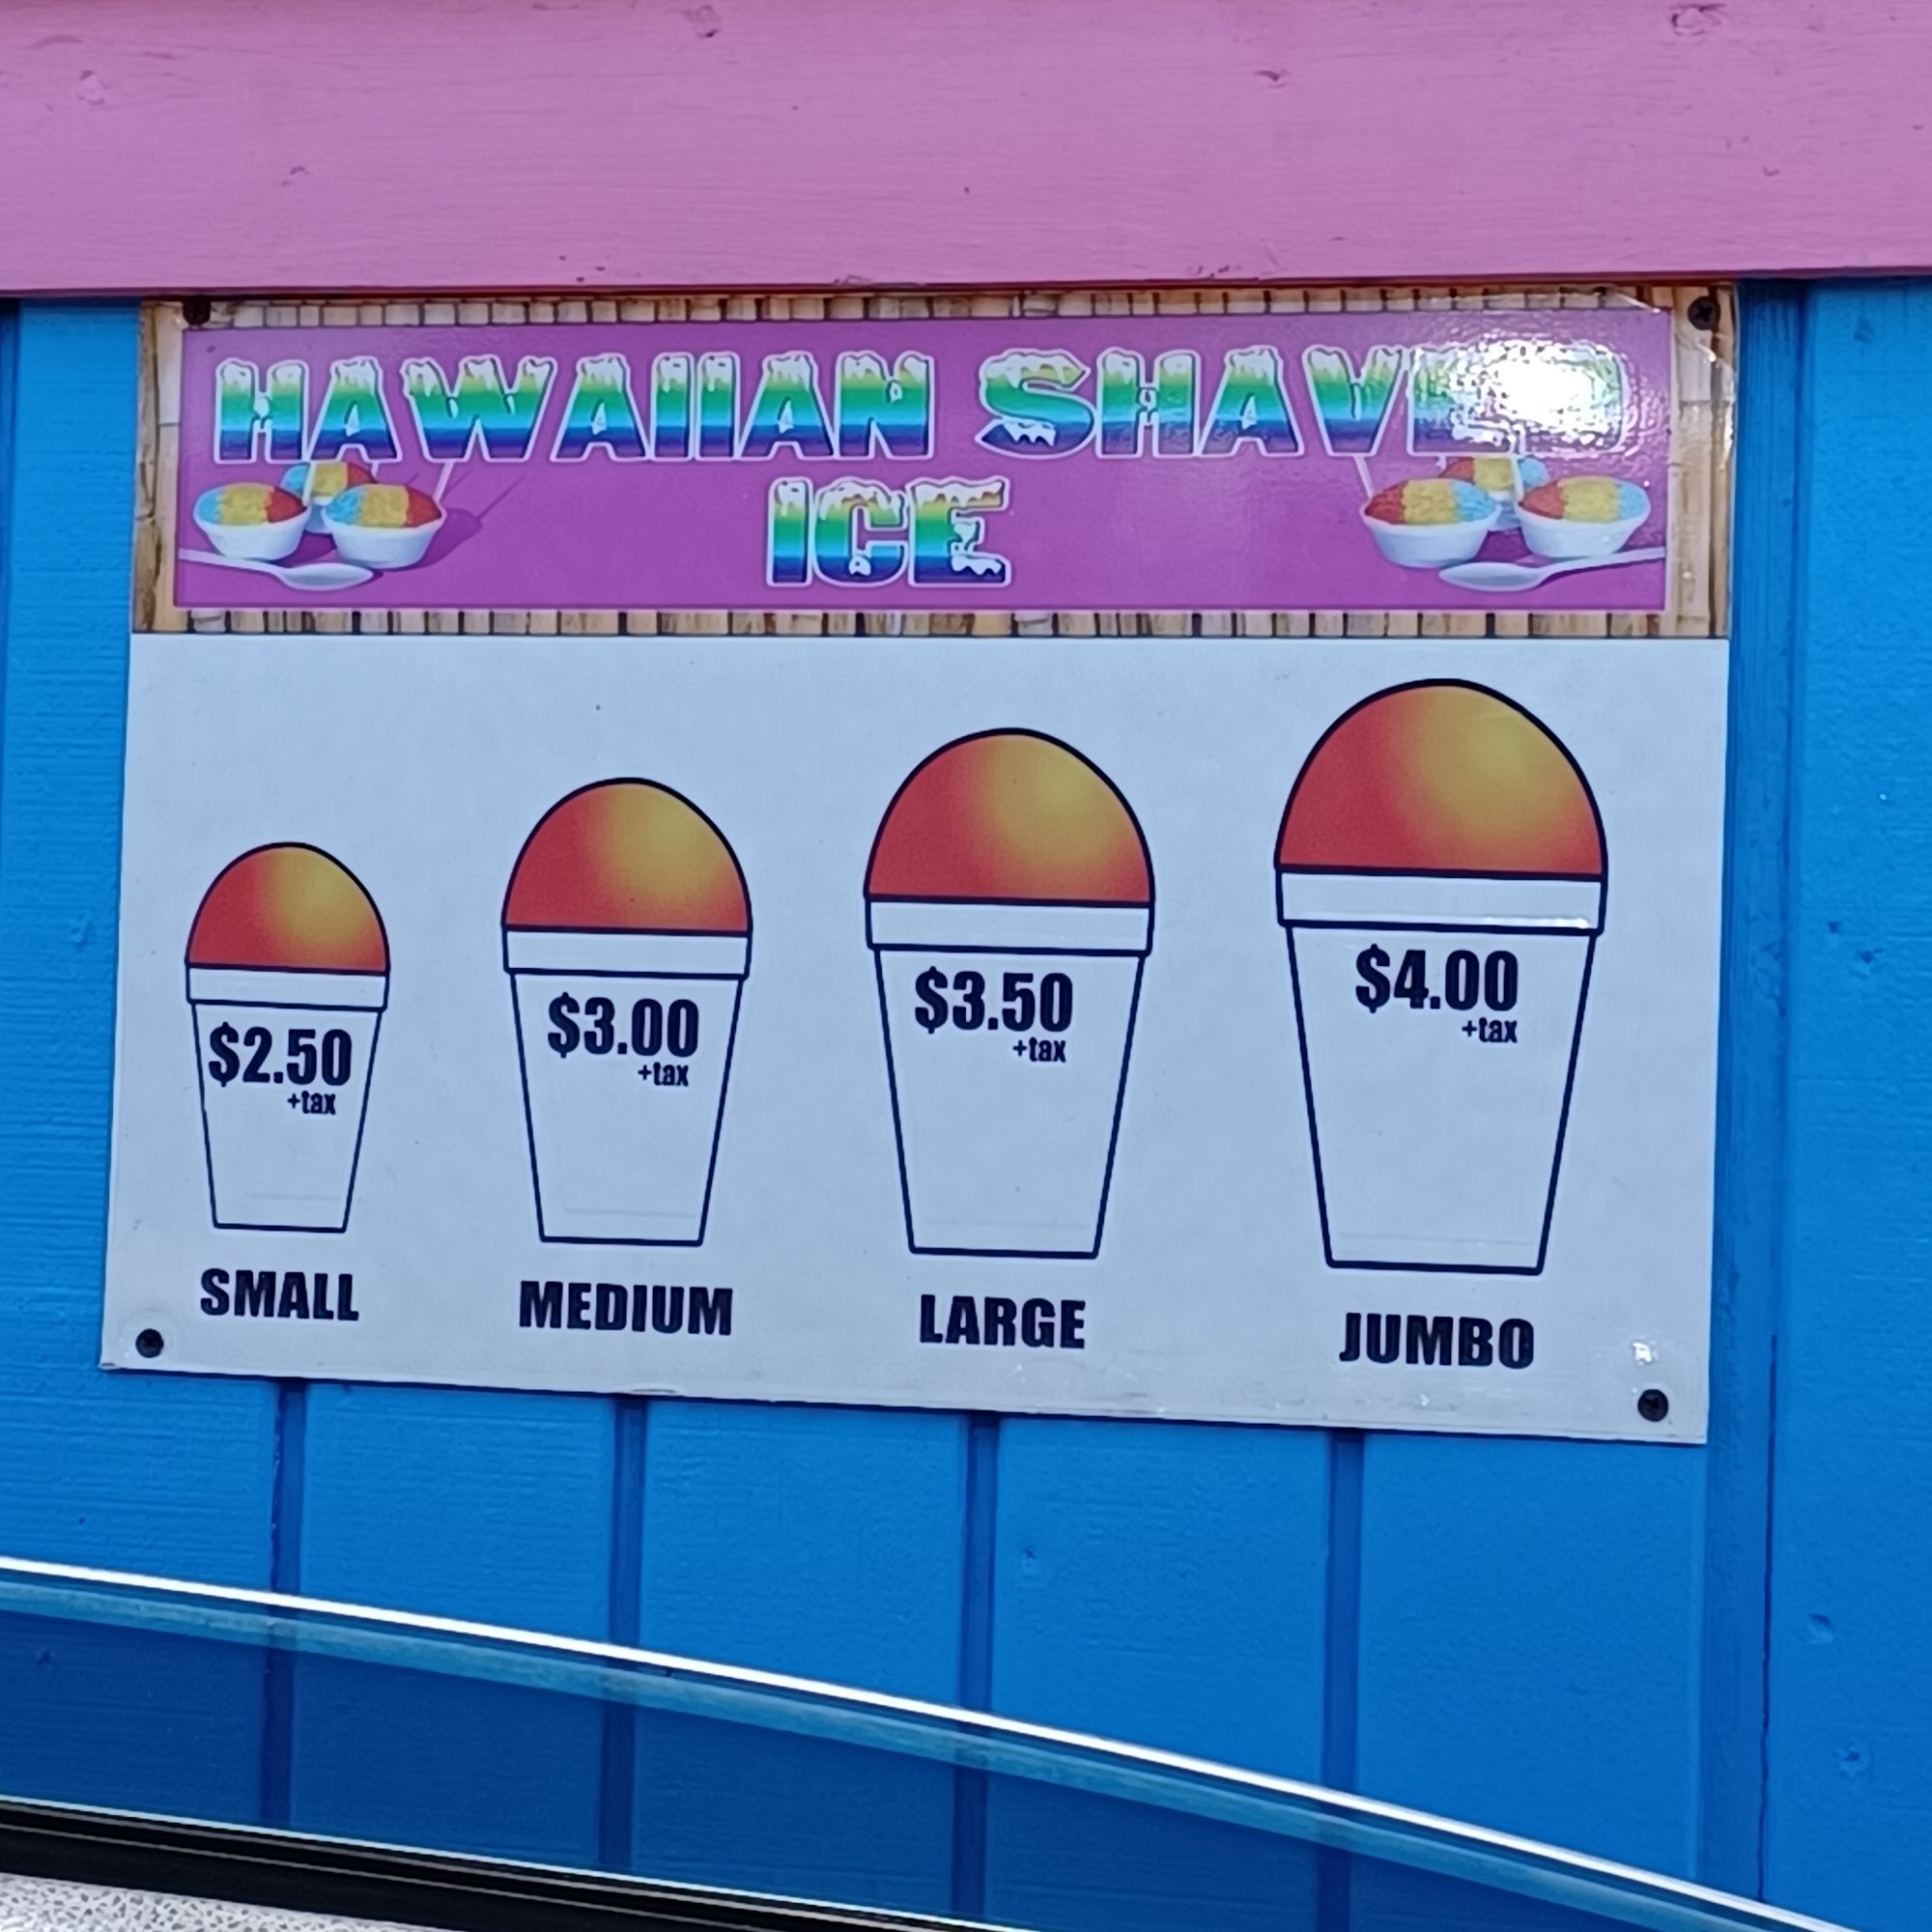 HAWAIIAN SHAVED
ICE
$2.50
+tax
SMALL
$3.00
+tax
MEDIUM
$3.50
+tax
LARGE
$4.00
+tax
JUMBO